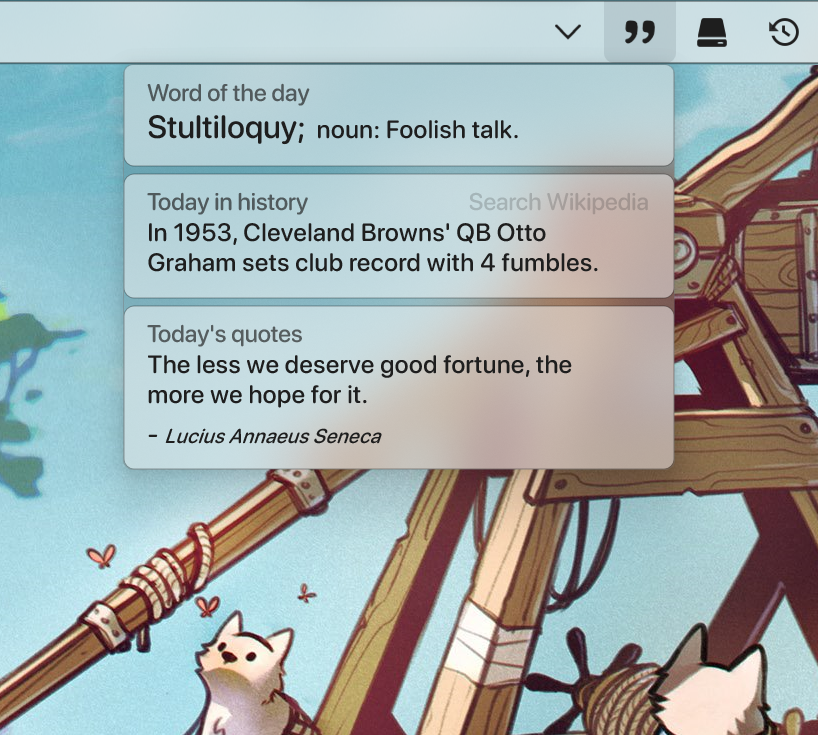 Word of the day
Stultiloquy; noun: Foolish talk.
Today in history Search Wikipedia
In 1953, Cleveland Browns' QB Otto
Graham sets club record with 4 fumbles.
Today's quotes
The less we deserve good fortune, the
more we hope for it.
– Lucius Annaeus Seneca